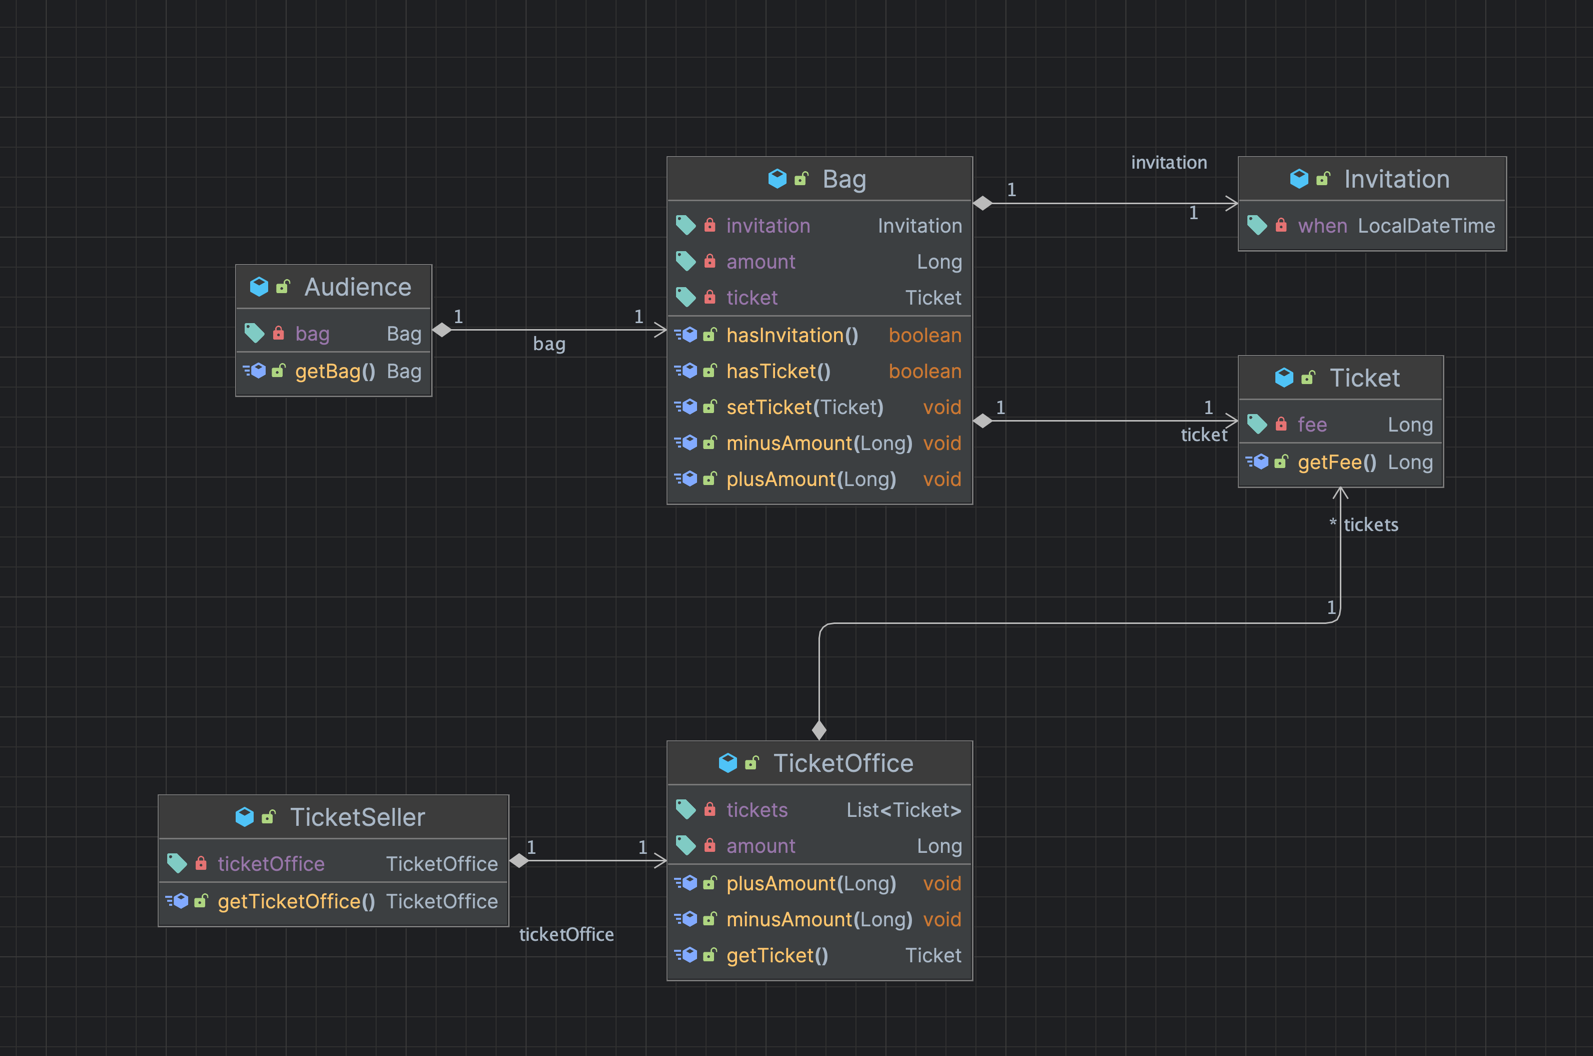 Bag
invitation Invitation
amount Long
ticket Ticket
hasInvitation() boolean
hasTicket() boolean
setTicket(Ticket) void
minusAmount(Long) void
plusAmount(Long) void
1
invitation
1
Invitation
when LocalDateTime
Audience
bag Bag
getBag() Bag
1
bag
1
1
1
ticket
Ticket
fee Long
getFee() Long
* tickets
1
TicketOffice
tickets List<Ticket>
amount Long
plusAmount(Long) void
minusAmount(Long) void
getTicket() Ticket
TicketSeller
ticketOffice TicketOffice
getTicketOffice() TicketOffice
1
1
ticketOffice